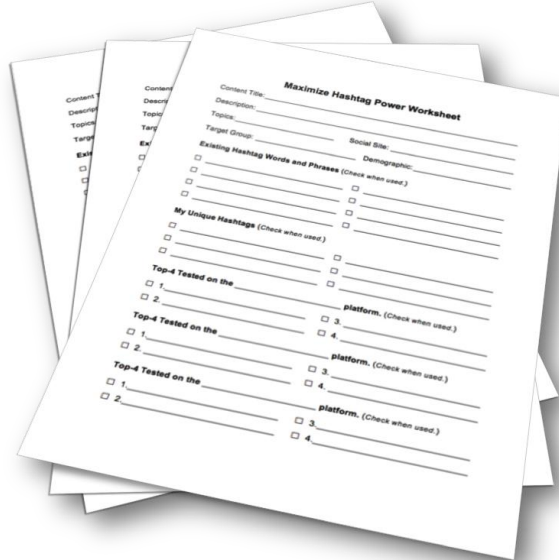 Maximize Hashtag Power Worksheet
Content Title:
Description:
Topics: Social Site:
Target Group: Demographic:
Existing Hashtag Words and Phrases (Check when used.)
My Unique Hashtags (Check when used.)
Top-4 Tested on the platform. (Check when used.)
1. 3.
2. 4.
Top-4 Tested on the platform. (Check when used.)
1. 3.
2. 4.
Top-4 Tested on the platform. (Check when used.)
1. 3.
2. 4.